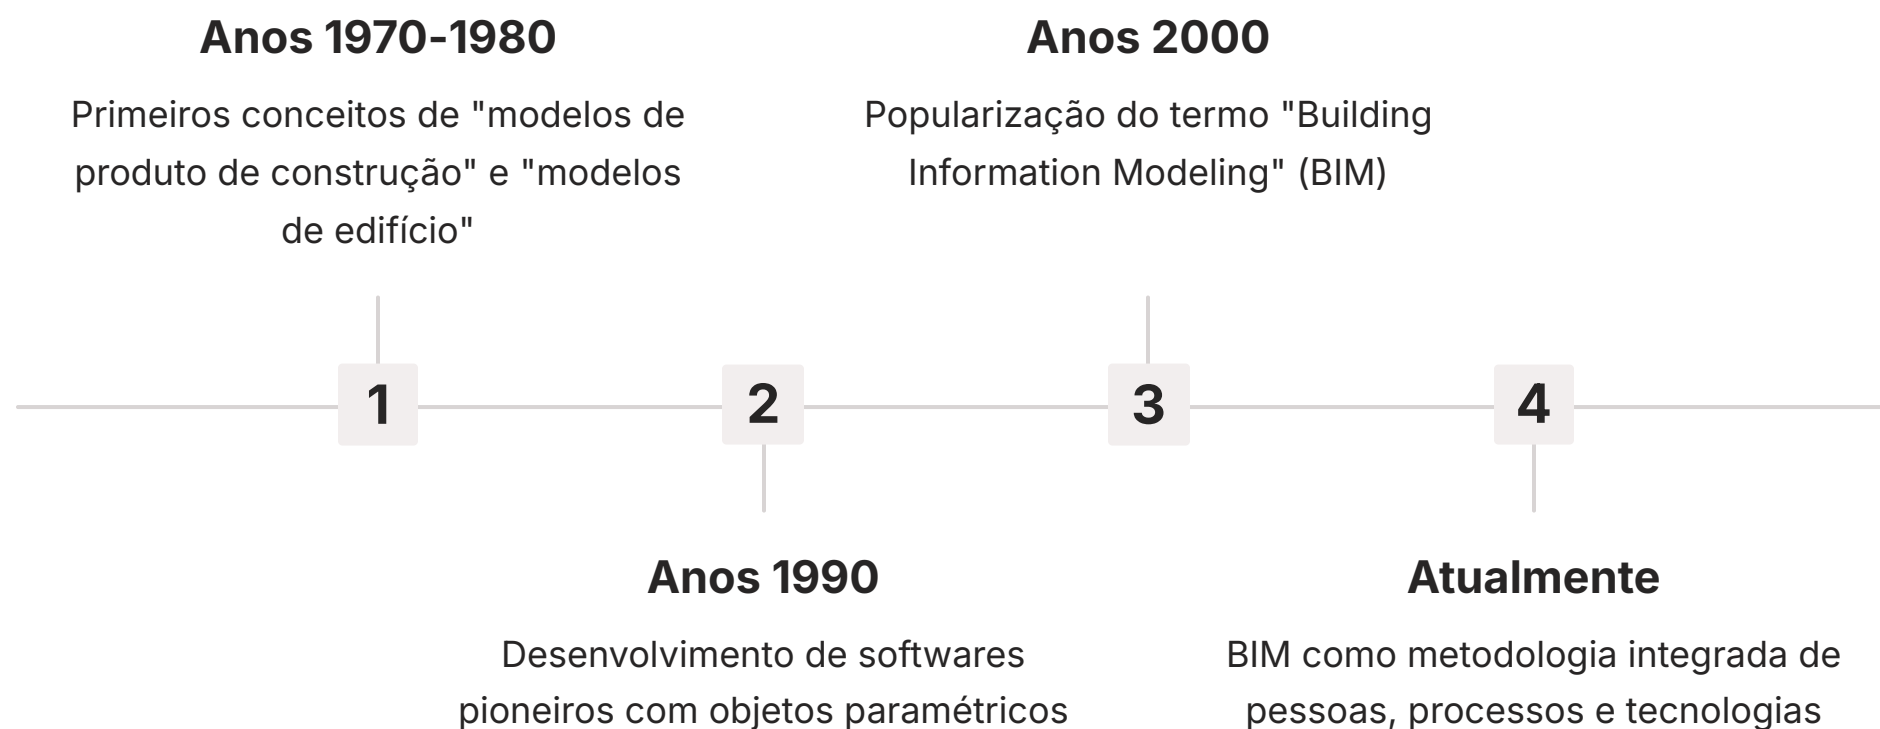 Anos 1970-1980
Primeiros conceitos de "modelos de
produto de construção" e "modelos
de edifício"
1
Anos 1990
Desenvolvimento de softwares
pioneiros com objetos paramétricos
2
Anos 2000
Popularização do termo "Building
Information Modeling" (BIM)
3
Atualmente
BIM como metodologia integrada de
pessoas, processos e tecnologias
4